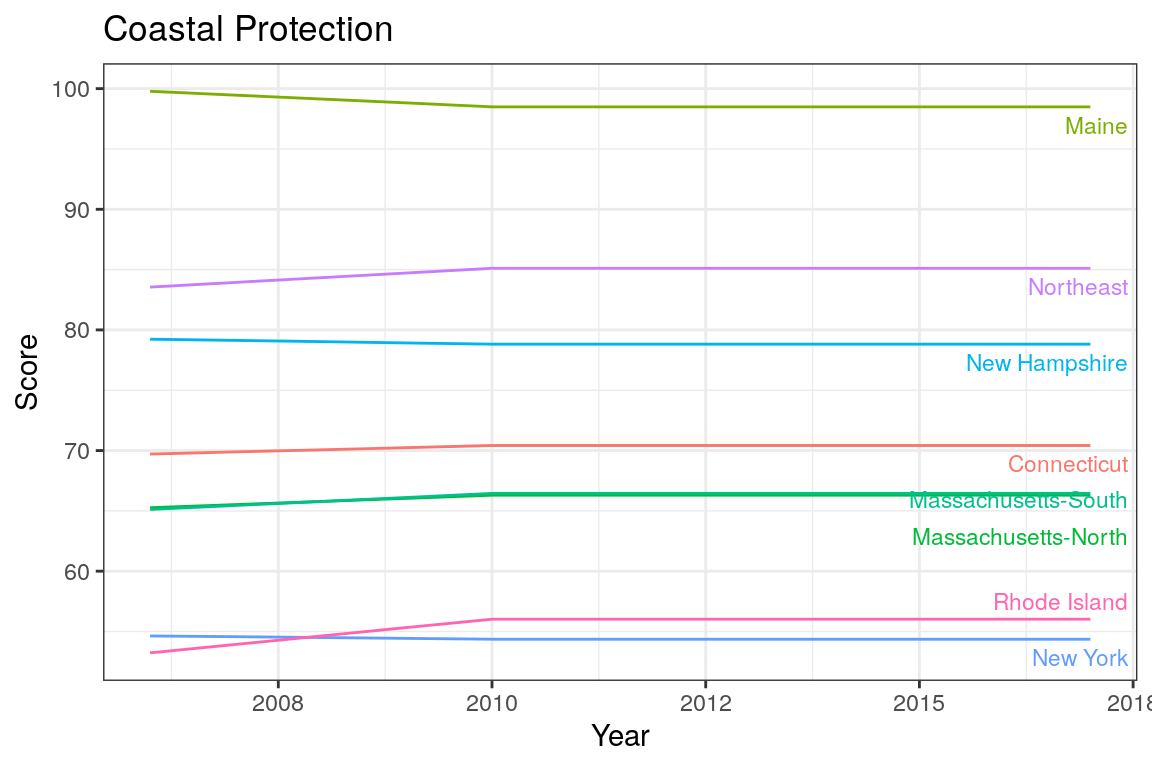 Coastal Protection
100
90
80
70
60
Score
Maine
Northeast
New Hampshire
Connecticut
Massachusetts-South
Massachusetts-North
Rhode Island
New York
2008 2010 2012 2015 2018
Year